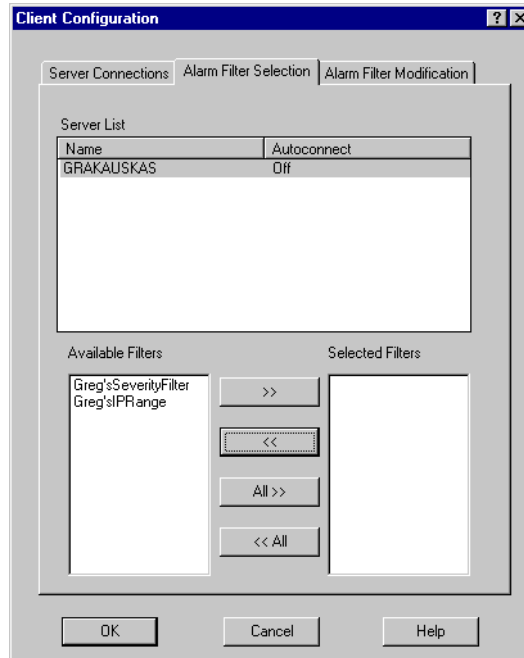 Client Configuration
Server Connections Alarm Filter Selection Alarm Filter Modification
Server List
Name Autoconnect
GRAKAUSKAS Off
Available Filters Selected Filters
Greg'sSeverityFilter
Greg'sIPRange
>>
<<
All >>
<< All
OK Cancel Help